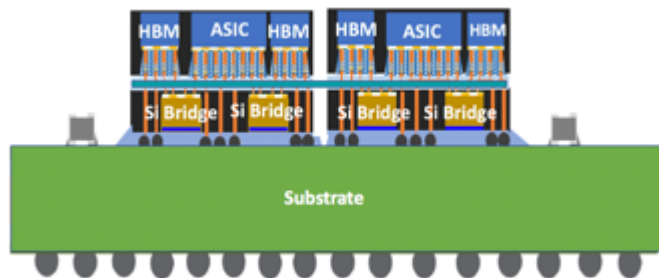 HBM ASIC HBM HBM ASIC HBM
Si Bridge Si Bridge Si Bridge Si Bridge
Substrate